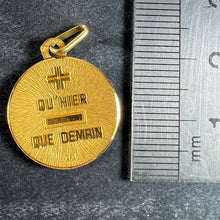 +
QU'HIER
-
QUE DEMAIN